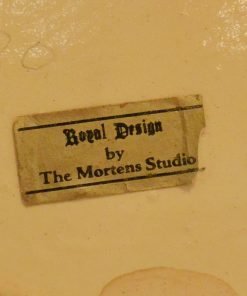 Royal Design
by
The Mortens Studio